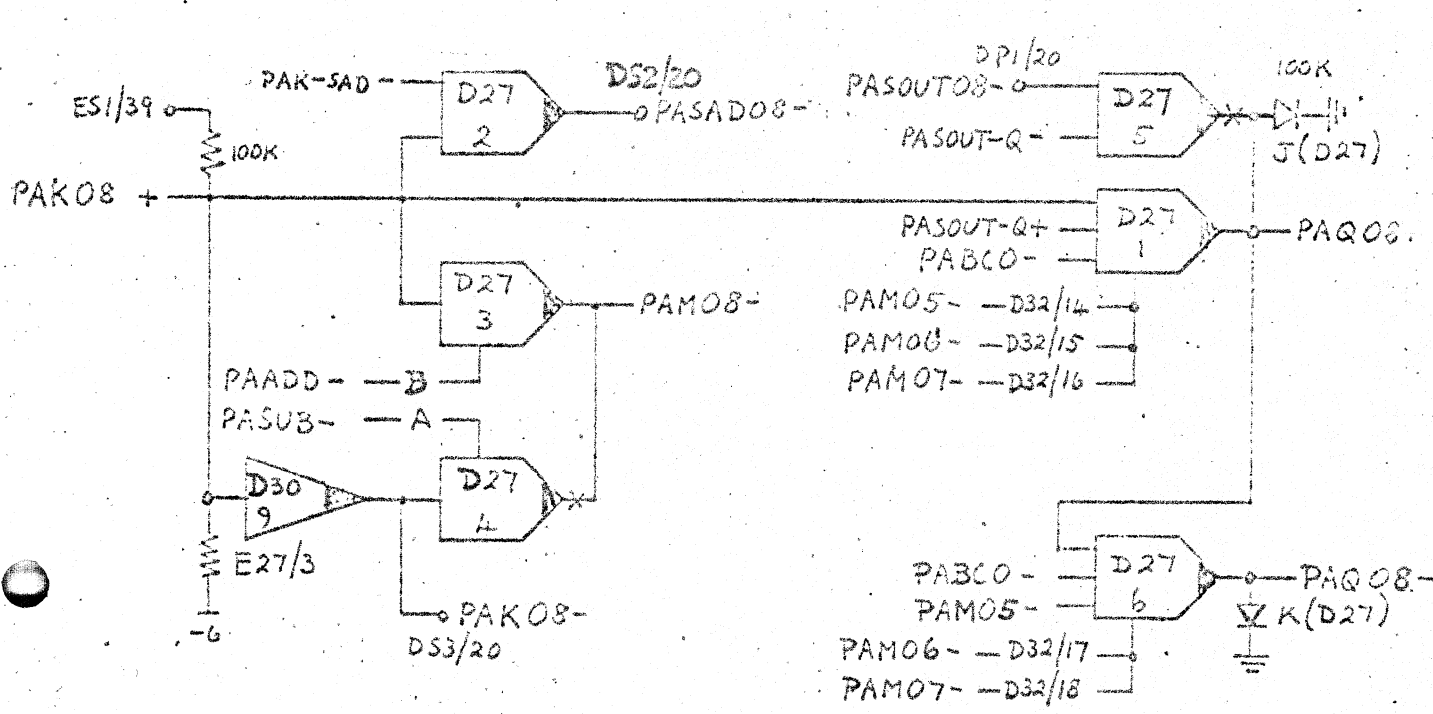 PAK-SAD -
D27
2
DS2/20
PASAD08-
ES1/39
100K
PAK08 +
D27
3
PAM08-
PAADD - B
PASUB- A
D30
9
D27
4
E27/3
-6
PAK08-
DS3/20
DP1/20
PASOUT08-
PASOUT-Q -
D27
5
100K
J(D27)
PASOUT-Q+
PABCO-
D27
1
PAQ08.
PAM05- D32/14
PAM06- D32/15
PAM07- D32/16
PABCO -
PAM05-
D27
6
PAQ08-
K(D27)
PAM06- D32/17
PAM07- D32/18